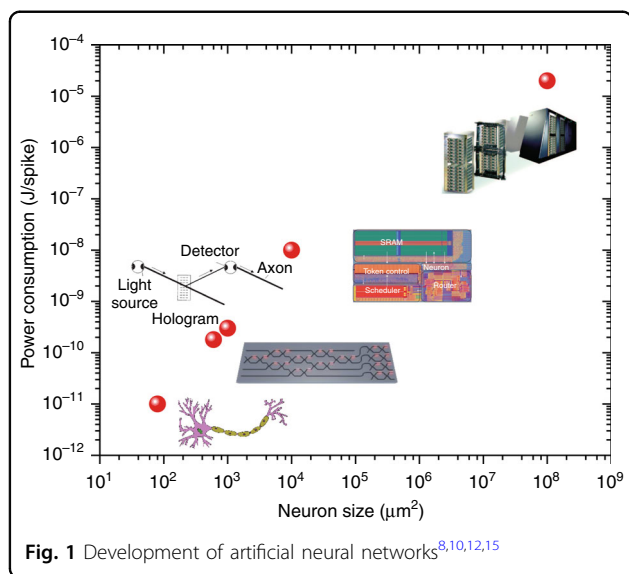 10⁻⁴
10⁻⁵
10⁻⁶
10⁻⁷
10⁻⁸
10⁻⁹
10⁻¹⁰
10⁻¹¹
10⁻¹²
Power consumption (J/spike)
Light
source
Hologram
Detector
Axon
SRAM
Token control
Neuron
Scheduler
Router
10¹ 10² 10³ 10⁴ 10⁵ 10⁶ 10⁷ 10⁸ 10⁹
Neuron size (μm²)
Fig. 1 Development of artificial neural networks⁸,¹⁰,¹²,¹⁵